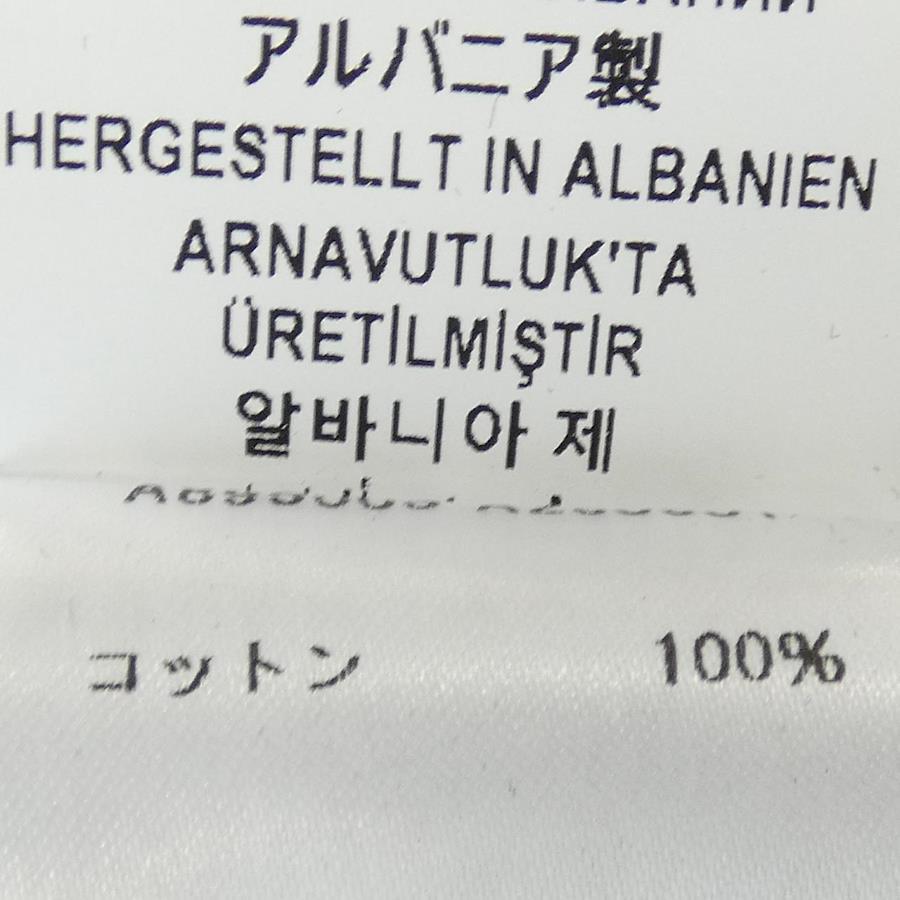 アルバニア製
HERGESTELLT IN ALBANIEN
ARNAVUTLUK'TA
ÜRETİLMİŞTİR
알바니아 제
コットン 100%